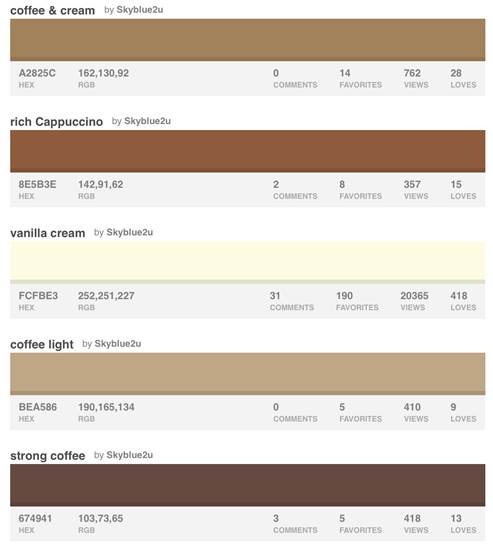 coffee & cream by Skyblue2u
A2825C 162,130,92 0 14 762 28
HEX RGB COMMENTS FAVORITES VIEWS LOVES
rich Cappuccino by Skyblue2u
8E5B3E 142,91,62 2 8 357 15
HEX RGB COMMENTS FAVORITES VIEWS LOVES
vanilla cream by Skyblue2u
FCFBE3 252,251,227 31 190 20365 418
HEX RGB COMMENTS FAVORITES VIEWS LOVES
coffee light by Skyblue2u
BEA586 190,165,134 0 5 410 9
HEX RGB COMMENTS FAVORITES VIEWS LOVES
strong coffee by Skyblue2u
674941 103,73,65 3 5 418 13
HEX RGB COMMENTS FAVORITES VIEWS LOVES